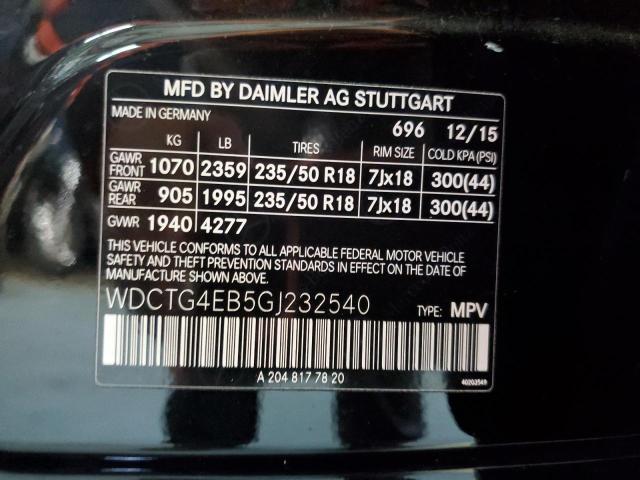 MFD BY DAIMLER AG STUTTGART
MADE IN GERMANY
696 12/15
KG LB TIRES RIM SIZE COLD KPA (PSI)
GAWR FRONT 1070 2359 235/50 R18 7Jx18 300(44)
GAWR REAR 905 1995 235/50 R18 7Jx18 300(44)
GVWR 1940 4277
THIS VEHICLE CONFORMS TO ALL APPLICABLE FEDERAL MOTOR VEHICLE
SAFETY AND THEFT PREVENTION STANDARDS IN EFFECT ON THE DATE
OF MANUFACTURE SHOWN ABOVE.
WDCTG4EB5GJ232540 TYPE: MPV
A 204 817 78 20
40202549